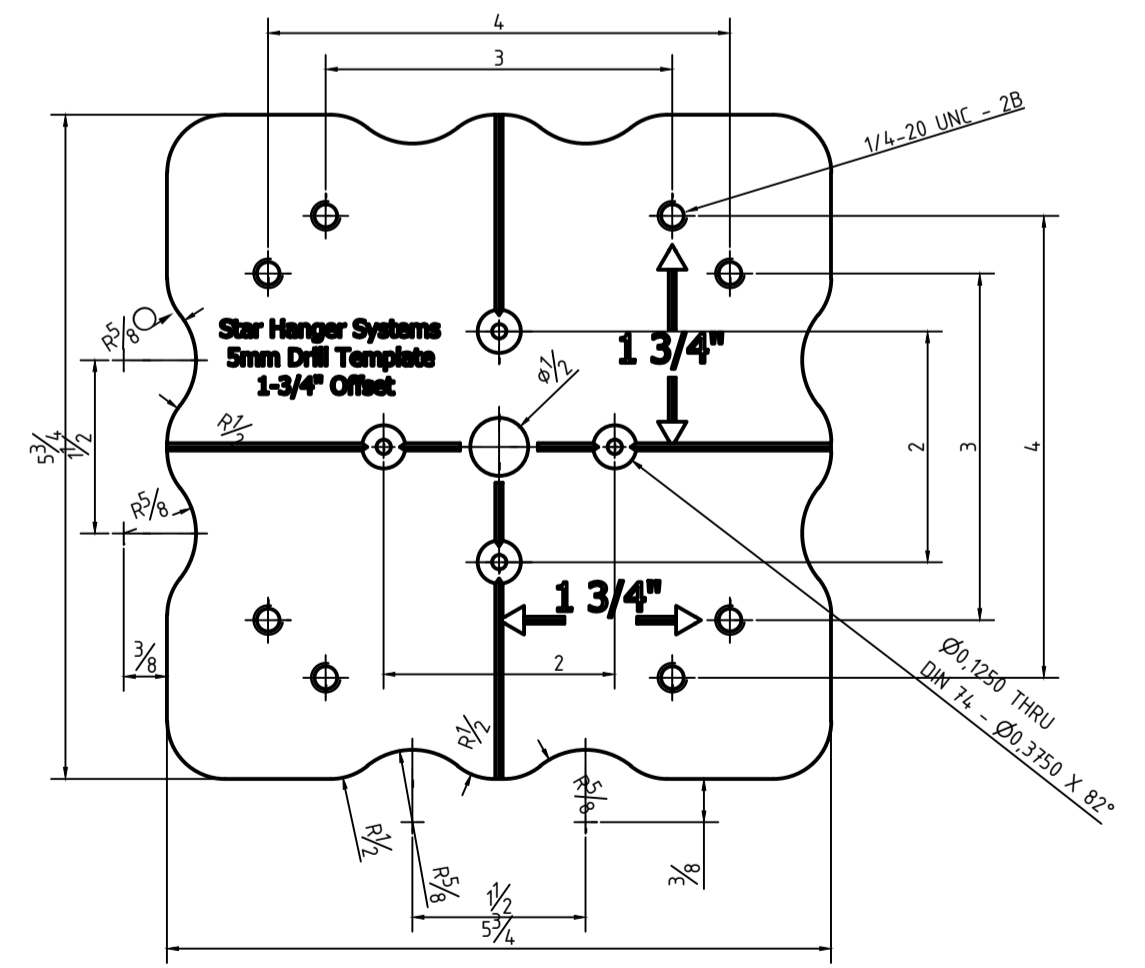 4
3
1/4-20 UNC - 2B
R5/8
Star Hanger Systems
5mm Drill Template
1-3/4" Offset
1 3/4"
ø1/2
R1/2
5 3/4
1 1/2
2
3
4
R5/8
1 3/4"
3/8
2
Ø0,1250 THRU
DIN 74 - Ø0,3750 X 82°
R1/2
R5/8
R1/2
R5/8
3/8
1 1/2
5 3/4